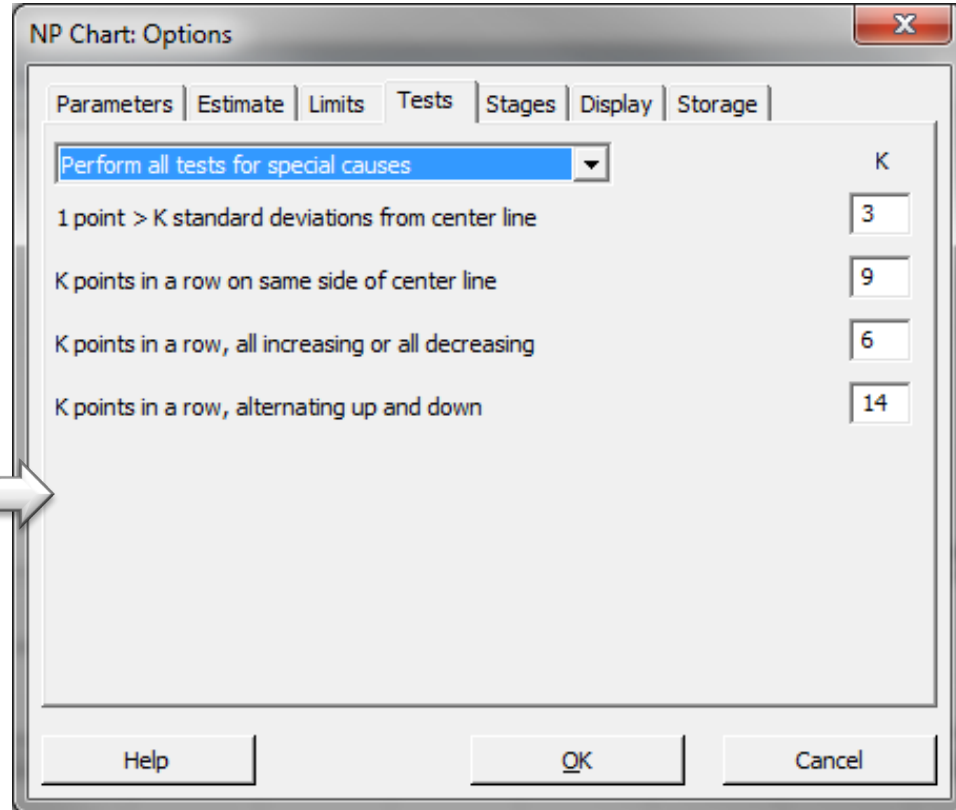 NP Chart: Options
Parameters Estimate Limits Tests Stages Display Storage
Perform all tests for special causes K
1 point > K standard deviations from center line 3
K points in a row on same side of center line 9
K points in a row, all increasing or all decreasing 6
K points in a row, alternating up and down 14
Help OK Cancel